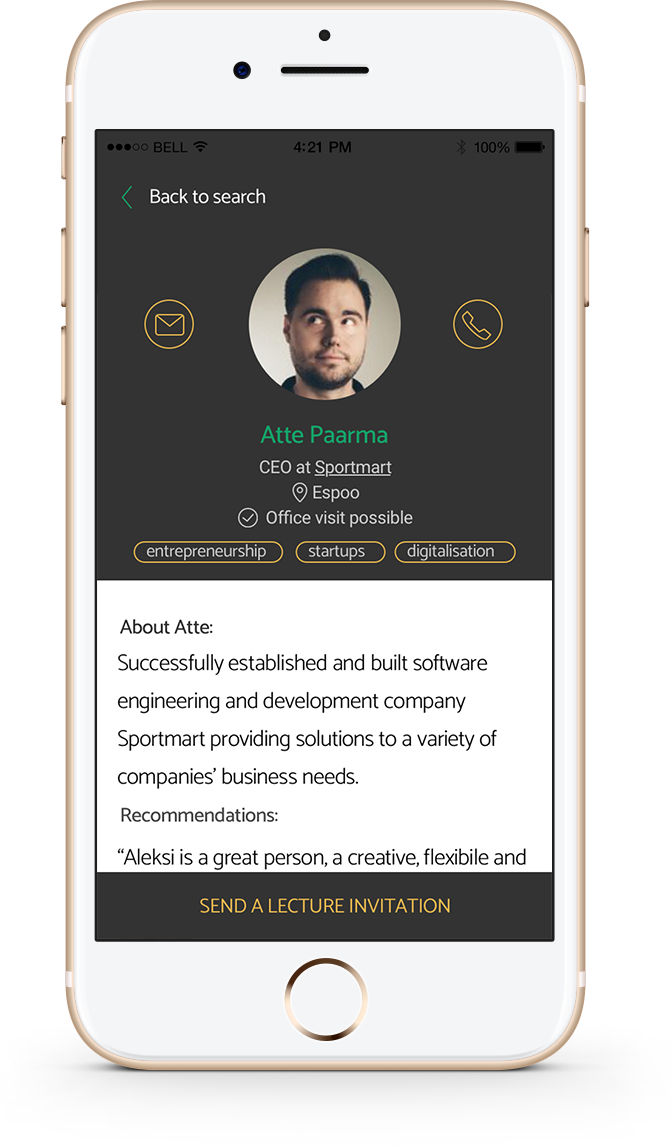 BELL 4:21 PM 100%
Back to search
Atte Paarma
CEO at Sportmart
Espoo
Office visit possible
entrepreneurship startups digitalisation
About Atte:
Successfully established and built software
engineering and development company
Sportmart providing solutions to a variety of
companies’ business needs.
Recommendations:
“Aleksi is a great person, a creative, flexibile and
SEND A LECTURE INVITATION